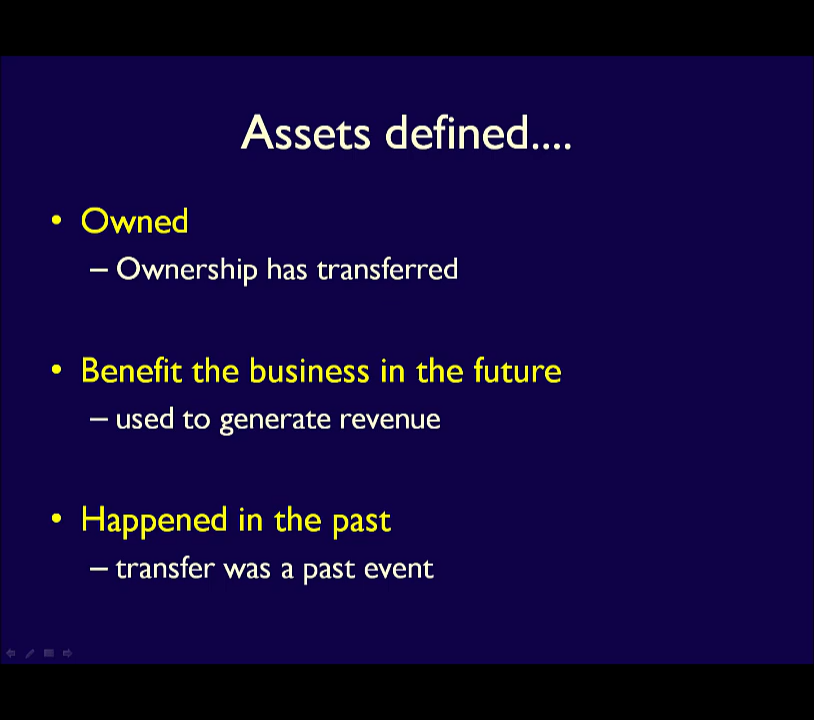 Assets defined....
• Owned
– Ownership has transferred
• Benefit the business in the future
– used to generate revenue
• Happened in the past
– transfer was a past event